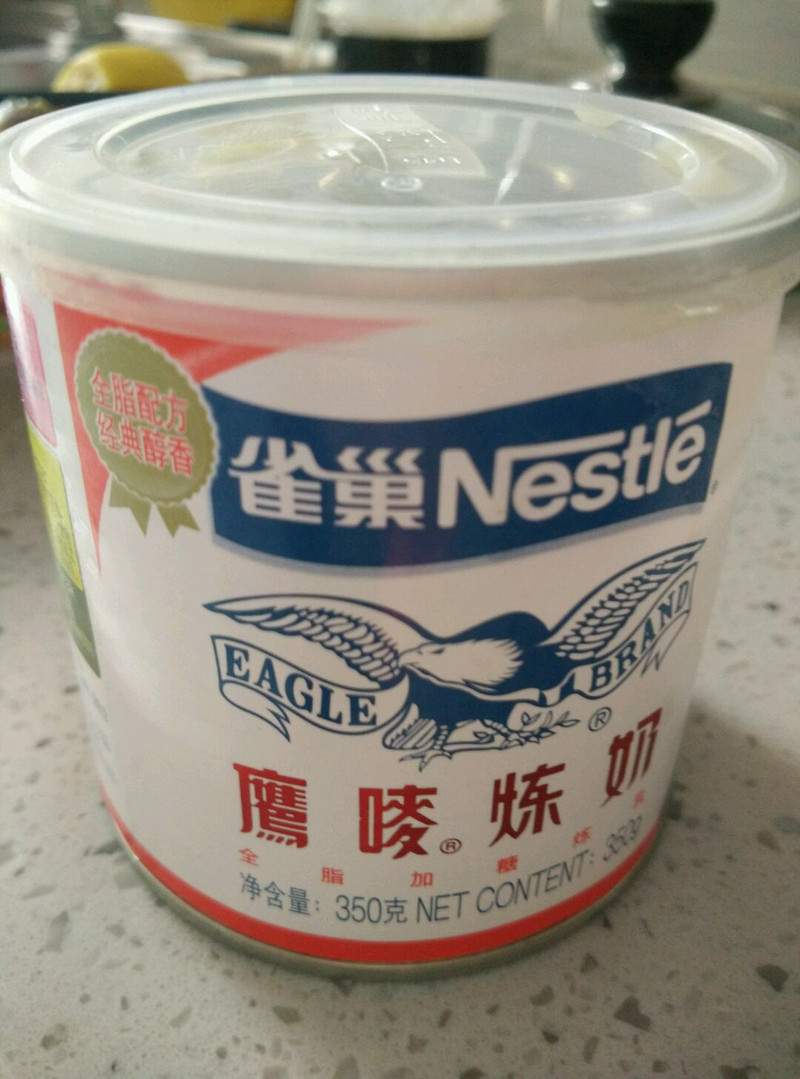 全脂配方
经典醇香
雀巢Nestlé
EAGLE BRAND®
鹰唛®炼奶
全脂加糖炼乳
净含量：350克 NET CONTENT：350g